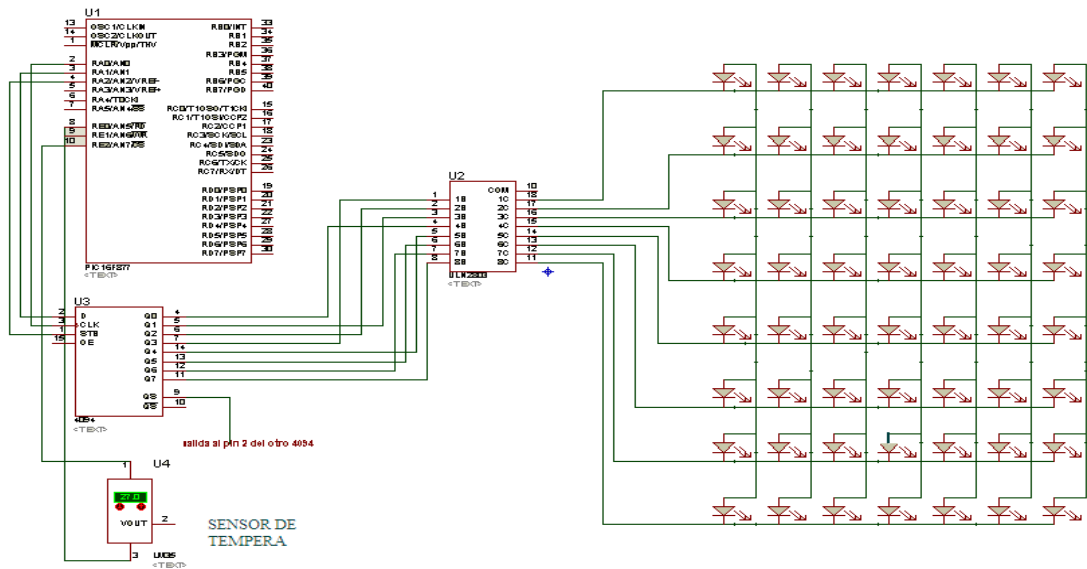 U1
13 OSC1/CLKIN RB0/INT 33
14 OSC2/CLKOUT RB1 34
1 MCLR/Vpp/THV RB2 35
RB3/PGM 36
2 RA0/AN0 RB4 37
3 RA1/AN1 RB5 38
4 RA2/AN2/VREF- RB6/PGC 39
5 RA3/AN3/VREF+ RB7/PGD 40
6 RA4/T0CKI
7 RA5/AN4/SS RC0/T1OSO/T1CKI 15
RC1/T1OSI/CCP2 16
8 RE0/AN5/RD RC2/CCP1 17
9 RE1/AN6/WR RC3/SCK/SCL 18
10 RE2/AN7/CS RC4/SDI/SDA 23
RC5/SDO 24
RC6/TX/CK 25
RC7/RX/DT 26
RD0/PSP0 19
RD1/PSP1 20
RD2/PSP2 21
RD3/PSP3 22
RD4/PSP4 27
RD5/PSP5 28
RD6/PSP6 29
RD7/PSP7 30
PIC16F877
<TEXT>
U2
COM 10
1 1B 1C 18
2 2B 2C 17
3 3B 3C 16
4 4B 4C 15
5 5B 5C 14
6 6B 6C 13
7 7B 7C 12
8 8B 8C 11
ULN2803
<TEXT>
U3
2 D Q0 4
3 CLK Q1 5
1 STB Q2 6
15 OE Q3 7
Q4 14
Q5 13
Q6 12
Q7 11
QS 9
QS 10
4094
<TEXT>
salida al pin 2 del otro 4094
U4
1
27.0
VOUT 2
3
LM35
<TEXT>
SENSOR DE
TEMPERA